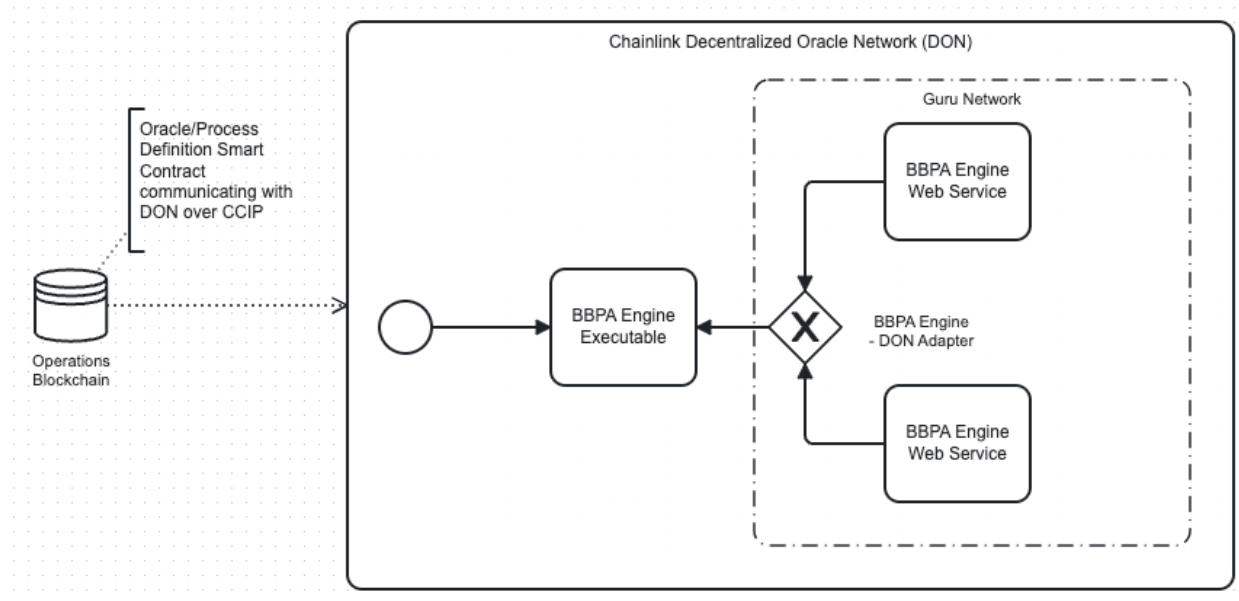 Chainlink Decentralized Oracle Network (DON)
Guru Network
Oracle/Process
Definition Smart
Contract
communicating with
DON over CCIP
BBPA Engine
Web Service
Operations
Blockchain
BBPA Engine
Executable
X
BBPA Engine
- DON Adapter
BBPA Engine
Web Service